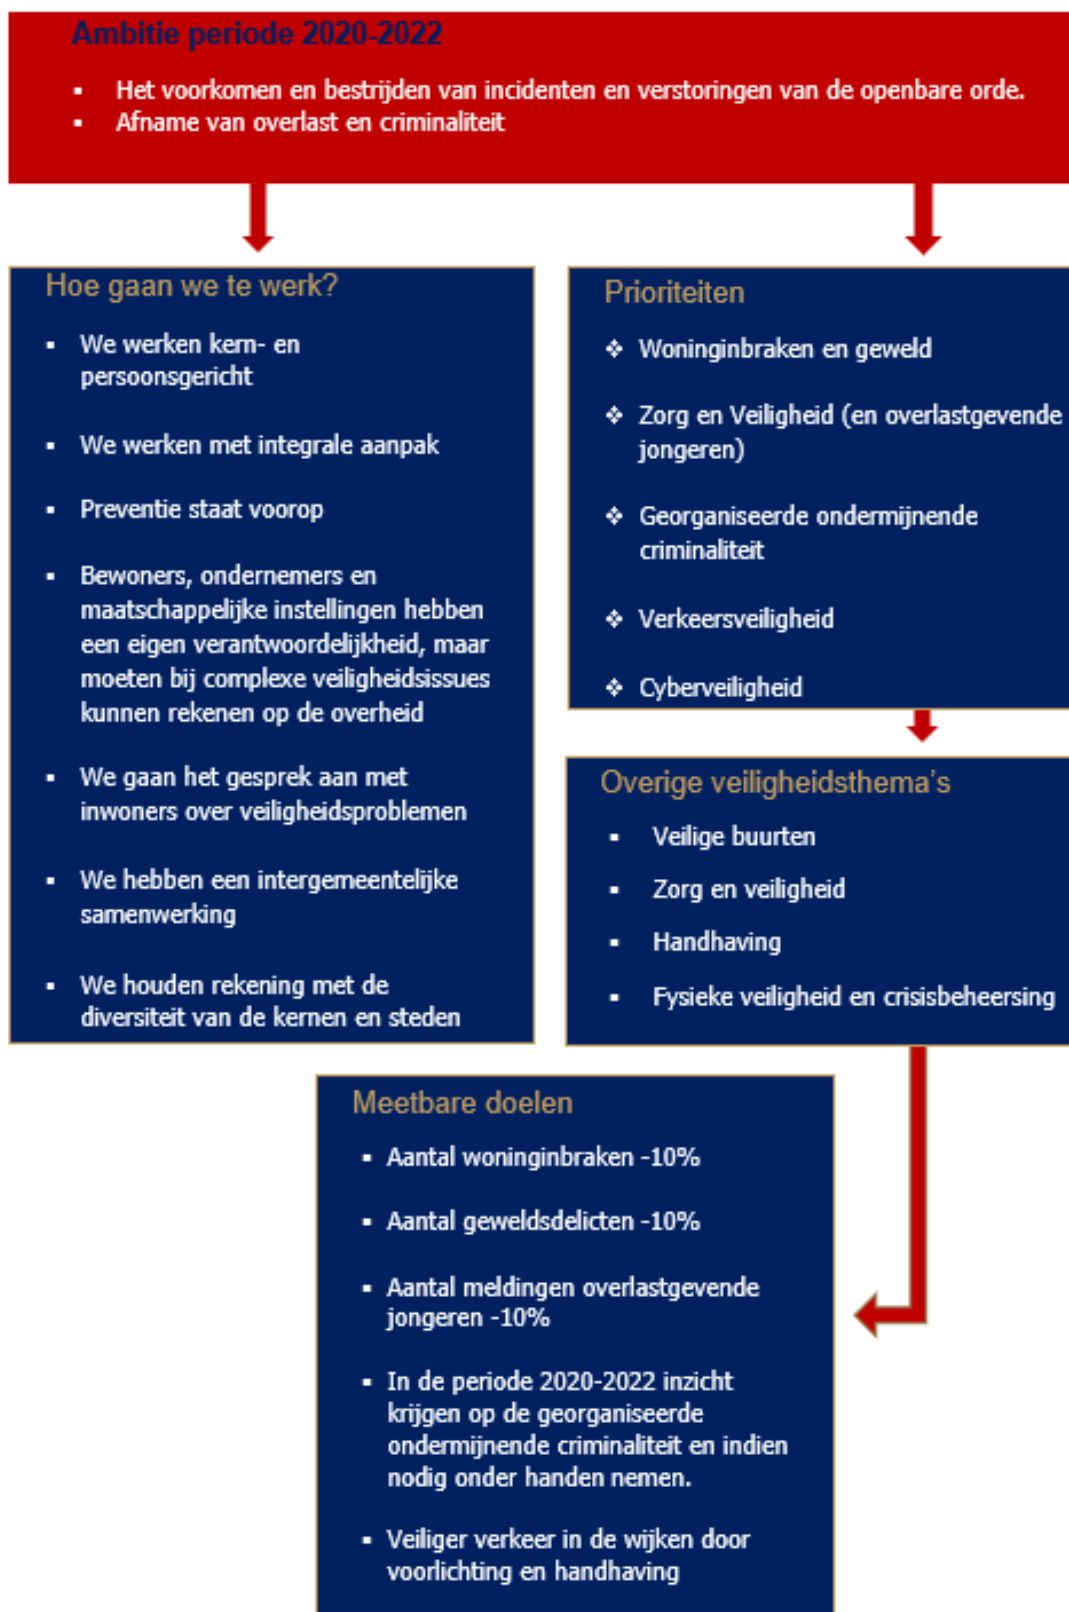 Ambitie periode 2020-2022
▪ Het voorkomen en bestrijden van incidenten en verstoringen van de openbare orde.
▪ Afname van overlast en criminaliteit
Hoe gaan we te werk?
▪ We werken kern- en
persoonsgericht
▪ We werken met integrale aanpak
▪ Preventie staat voorop
▪ Bewoners, ondernemers en
maatschappelijke instellingen hebben
een eigen verantwoordelijkheid, maar
moeten bij complexe veiligheidsissues
kunnen rekenen op de overheid
▪ We gaan het gesprek aan met
inwoners over veiligheidsproblemen
▪ We hebben een intergemeentelijke
samenwerking
▪ We houden rekening met de
diversiteit van de kernen en steden
Prioriteiten
❖ Woninginbraken en geweld
❖ Zorg en Veiligheid (en overlastgevende
jongeren)
❖ Georganiseerde ondermijnende
criminaliteit
❖ Verkeersveiligheid
❖ Cyberveiligheid
Overige veiligheidsthema's
▪ Veilige buurten
▪ Zorg en veiligheid
▪ Handhaving
▪ Fysieke veiligheid en crisisbeheersing
Meetbare doelen
▪ Aantal woninginbraken -10%
▪ Aantal geweldsdelicten -10%
▪ Aantal meldingen overlastgevende
jongeren -10%
▪ In de periode 2020-2022 inzicht
krijgen op de georganiseerde
ondermijnende criminaliteit en indien
nodig onder handen nemen.
▪ Veiliger verkeer in de wijken door
voorlichting en handhaving